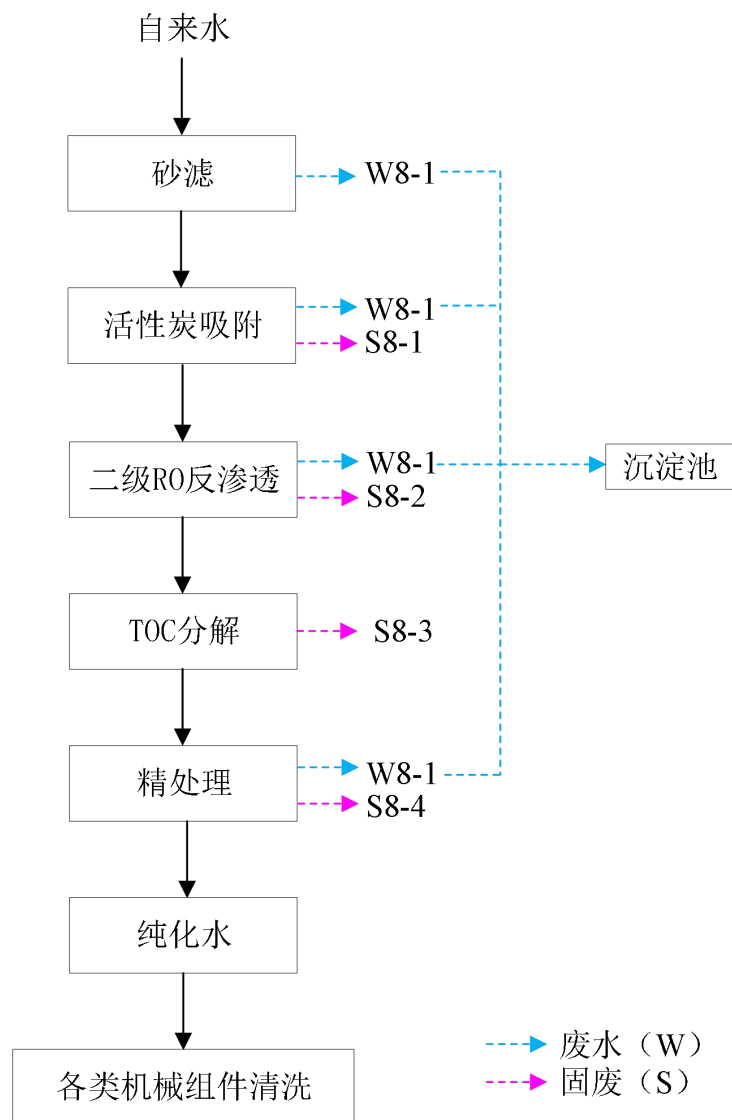 自来水
砂滤
W8-1
活性炭吸附
W8-1
S8-1
二级RO反渗透
W8-1
S8-2
沉淀池
TOC分解
S8-3
精处理
W8-1
S8-4
纯化水
各类机械组件清洗
废水（W）
固废（S）